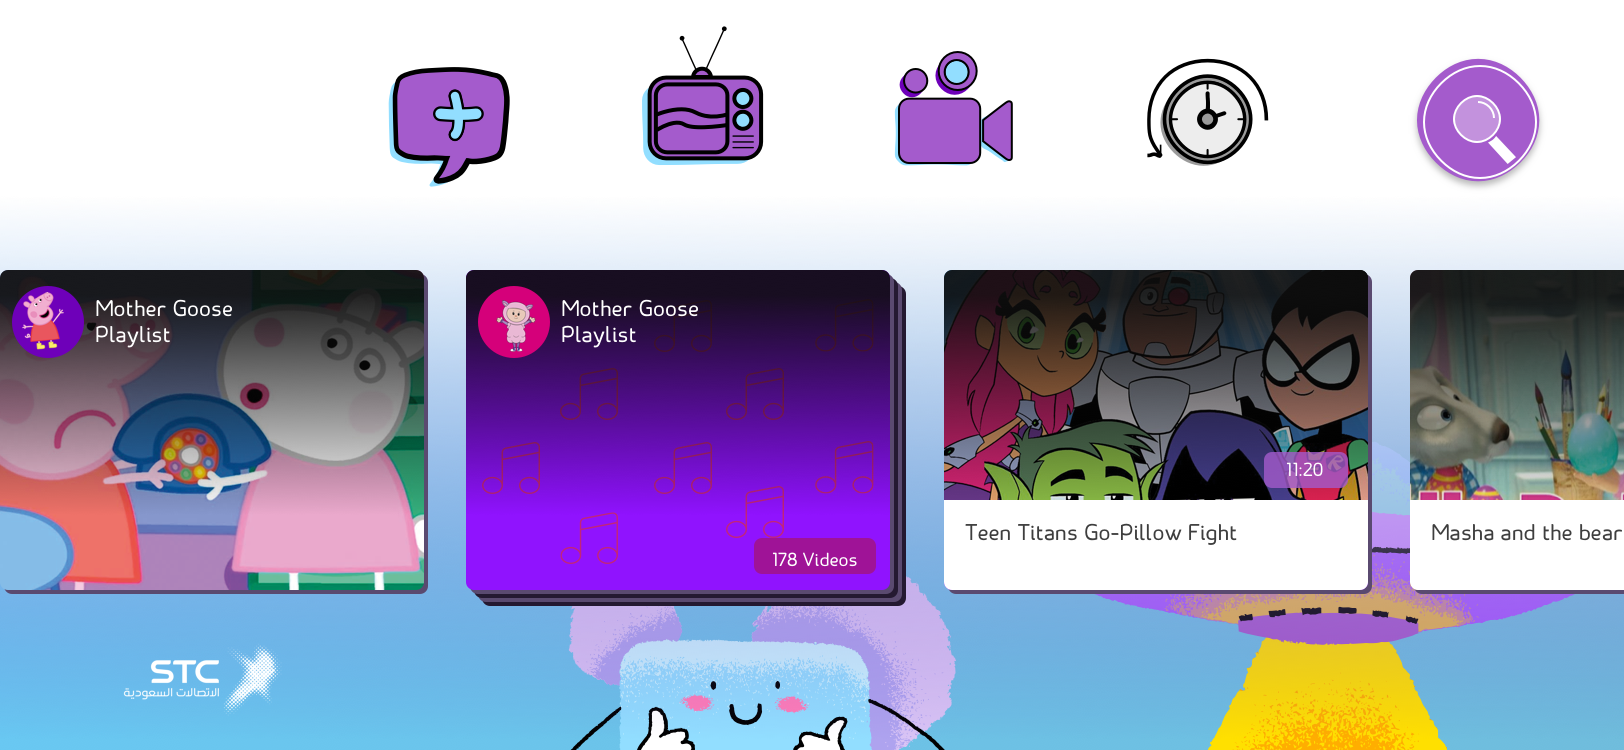 Mother Goose
Playlist
Mother Goose
Playlist
178 Videos
11:20
Teen Titans Go-Pillow Fight
Masha and the bear
STC
الاتصالات السعودية